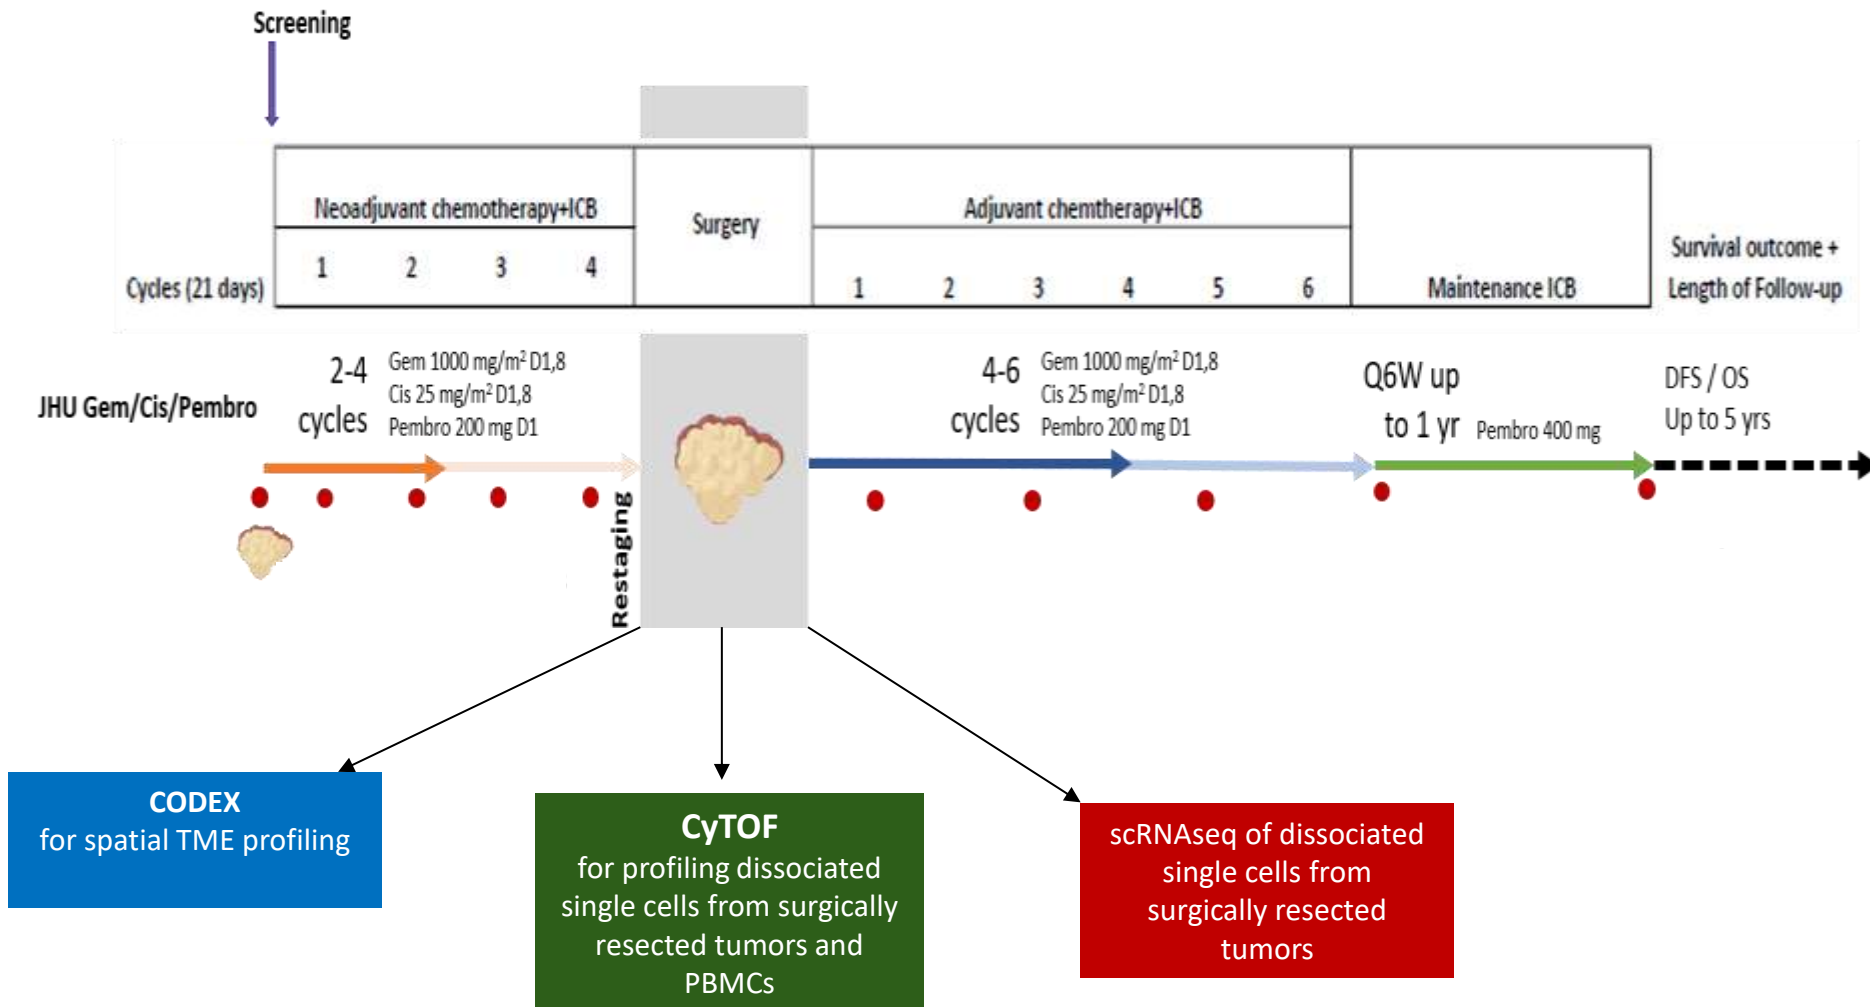 Screening
Neoadjuvant chemotherapy+ICB
Surgery
Adjuvant chemtherapy+ICB
Cycles (21 days)
1 2 3 4
1 2 3 4 5 6
Maintenance ICB
Survival outcome +
Length of Follow-up
JHU Gem/Cis/Pembro
2-4
cycles
Gem 1000 mg/m² D1,8
Cis 25 mg/m² D1,8
Pembro 200 mg D1
Restaging
4-6
cycles
Gem 1000 mg/m² D1,8
Cis 25 mg/m² D1,8
Pembro 200 mg D1
Q6W up
to 1 yr Pembro 400 mg
DFS / OS
Up to 5 yrs
CODEX
for spatial TME profiling
CyTOF
for profiling dissociated
single cells from surgically
resected tumors and
PBMCs
scRNAseq of dissociated
single cells from
surgically resected
tumors